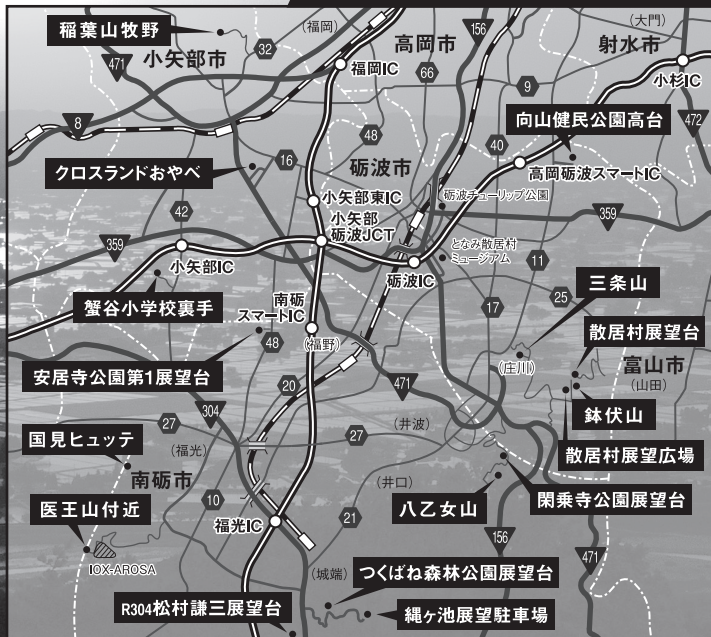 (福岡)
(大門)
稲葉山牧野
小矢部市
32
471
高岡市
156
射水市
福岡IC
66
小杉IC
9
8
472
向山健民公園高台
48
40
クロスランドおやべ
16
砺波市
高岡砺波スマートIC
砺波チューリップ公園
小矢部東IC
42
小矢部
砺波JCT
359
359
となみ散居村
ミュージアム
小矢部IC
砺波IC
11
蟹谷小学校裏手
南砺
スマートIC
17
25
三条山
(福野)
48
散居村展望台
(庄川)
富山市
(山田)
安居寺公園第1展望台
20
471
鉢伏山
304
27
(井波)
27
国見ヒュッテ
(福光)
散居村展望広場
南砺市
(井口)
閑乗寺公園展望台
10
八乙女山
医王山付近
福光IC
21
156
IOX-AROSA
471
(城端)
つくばね森林公園展望台
R304松村謙三展望台
縄ヶ池展望駐車場